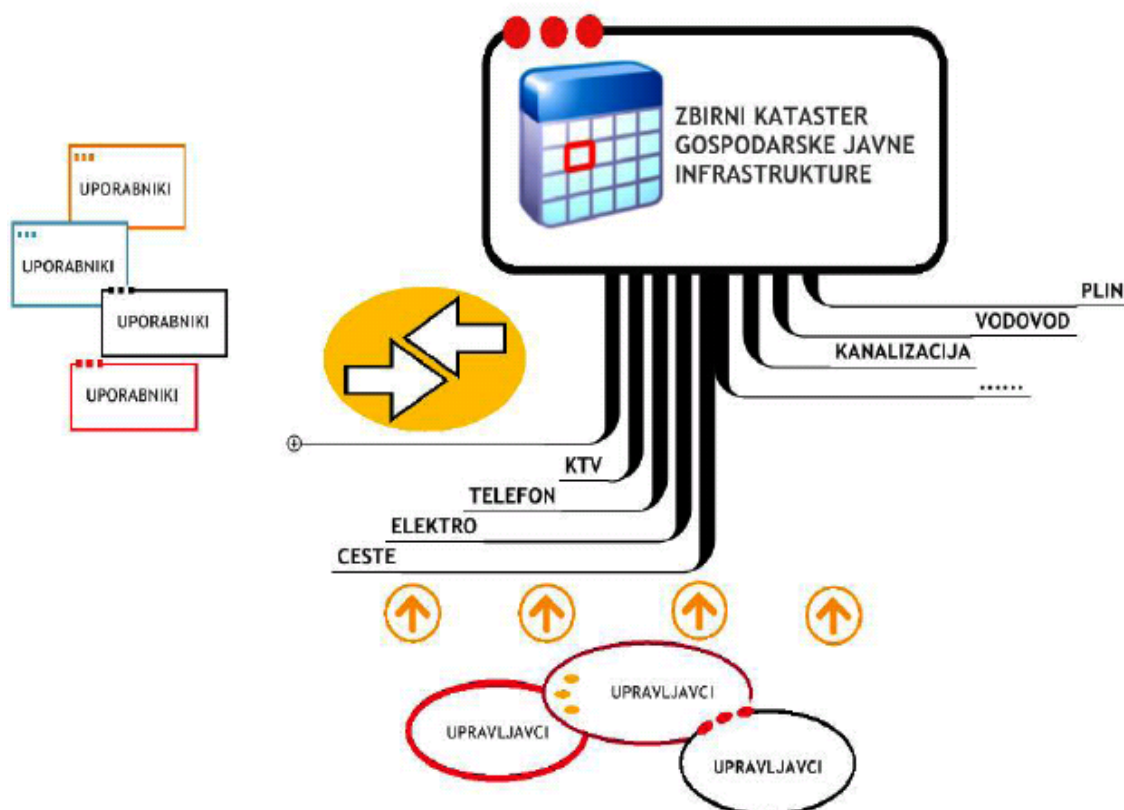 ZBIRNI KATASTER
GOSPODARSKE JAVNE
INFRASTRUKTURE
UPORABNIKI
UPORABNIKI
UPORABNIKI
UPORABNIKI
PLIN
VODOVOD
KANALIZACIJA
......
KTV
TELEFON
ELEKTRO
CESTE
UPRAVLJAVCI
UPRAVLJAVCI
UPRAVLJAVCI